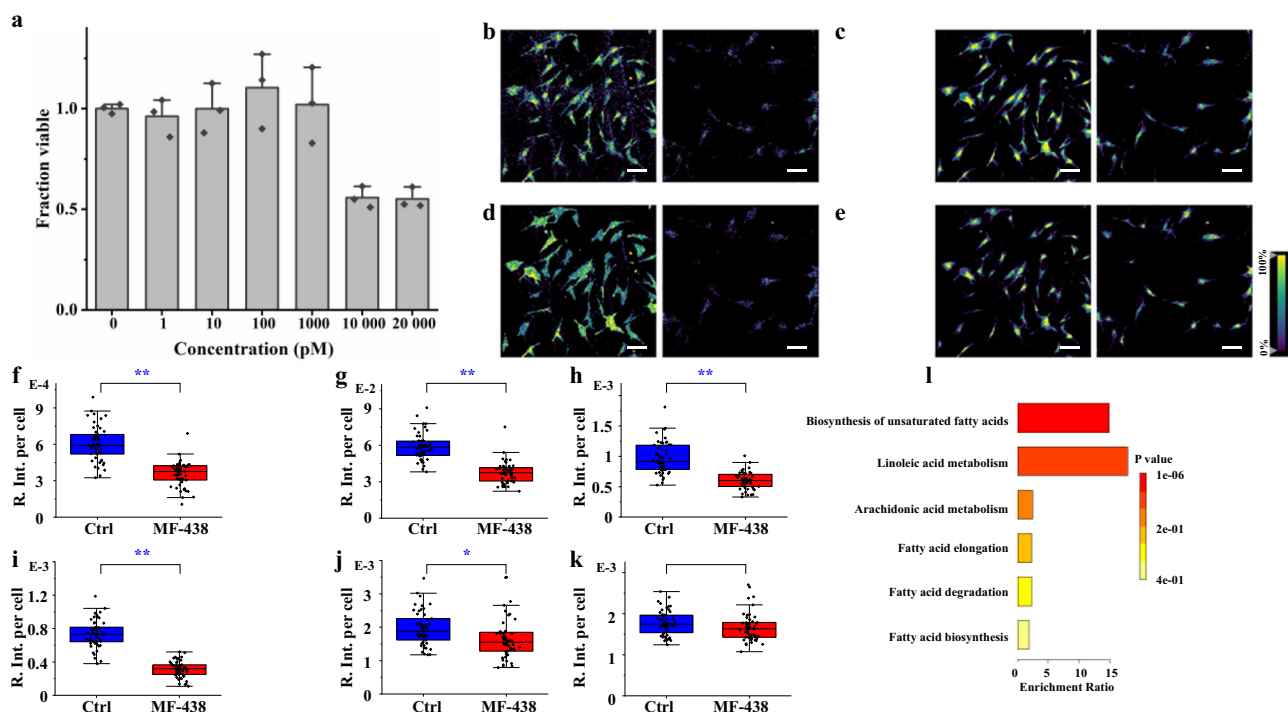 a
Fraction viable
1.0
0.5
0.0
0 1 10 100 1000 10 000 20 000
Concentration (pM)
b
c
d
e
100%
0%
f
E-4
**
R. Int. per cell
9
6
3
0
Ctrl MF-438
g
E-2
**
R. Int. per cell
9
6
3
0
Ctrl MF-438
h
E-3
**
R. Int. per cell
1.5
1
0.5
0
Ctrl MF-438
i
E-3
**
R. Int. per cell
1.2
0.8
0.4
0
Ctrl MF-438
j
E-3
*
R. Int. per cell
3
2
1
0
Ctrl MF-438
k
E-3
R. Int. per cell
2
1
0
Ctrl MF-438
l
Biosynthesis of unsaturated fatty acids
Linoleic acid metabolism
Arachidonic acid metabolism
Fatty acid elongation
Fatty acid degradation
Fatty acid biosynthesis
0 5 10 15
Enrichment Ratio
P value
1e-06
2e-01
4e-01